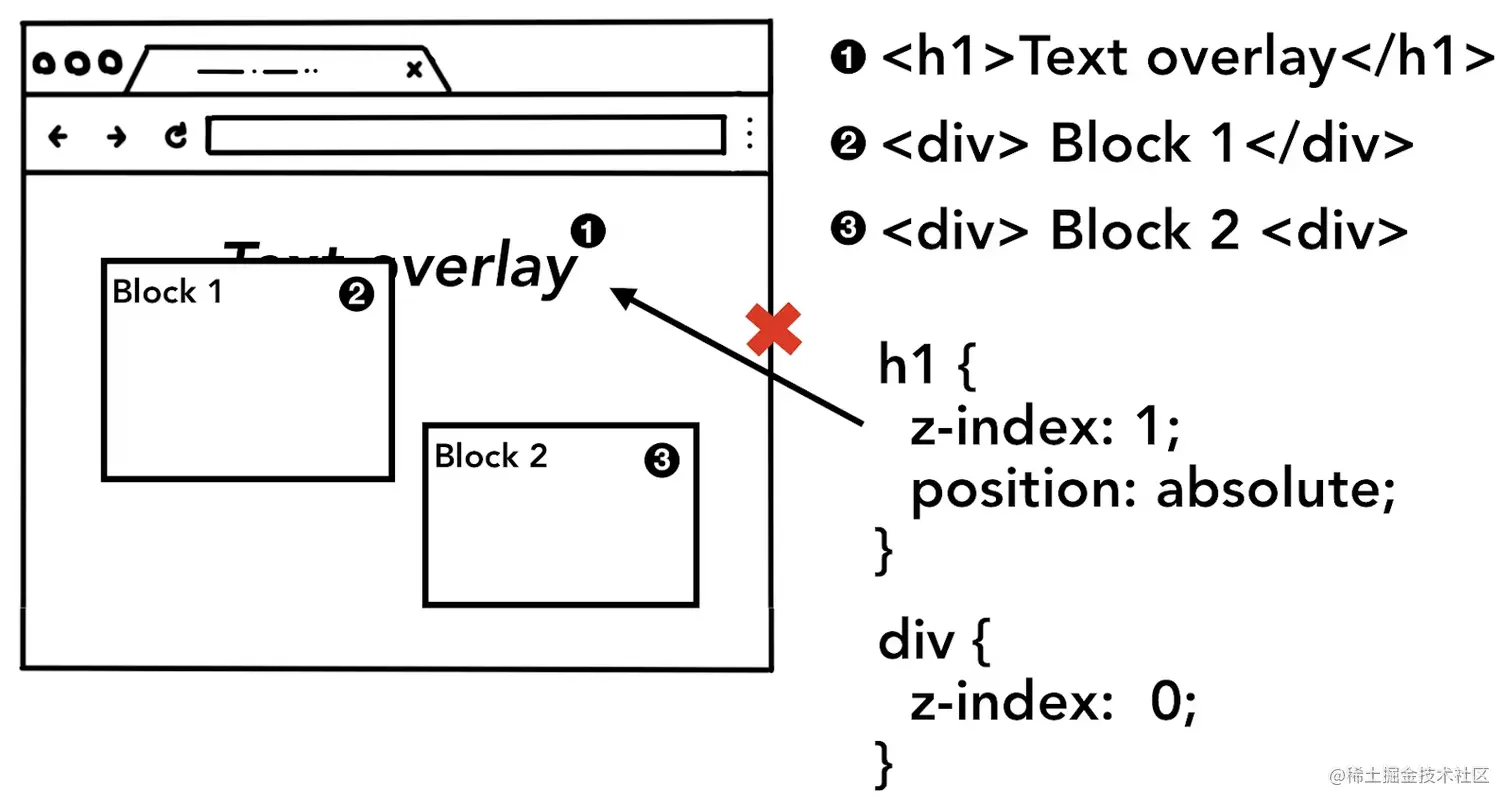 Text overlay
❶
Block 1
❷
Block 2
❸
❶ <h1>Text overlay</h1>
❷ <div> Block 1</div>
❸ <div> Block 2 <div>
h1 {
z-index: 1;
position: absolute;
}
div {
z-index: 0;
}
@稀土掘金技术社区